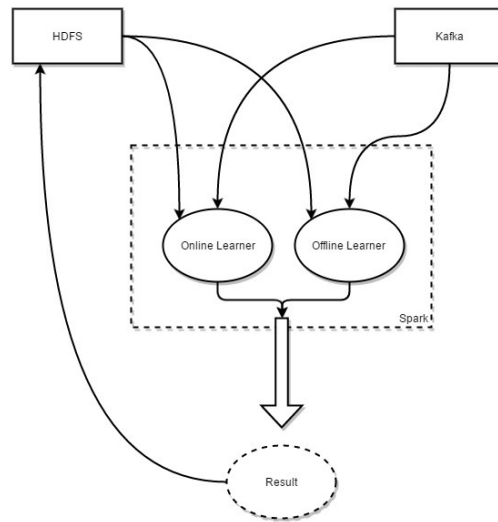 HDFS
Kafka
Online Learner
Offline Learner
Spark
Result